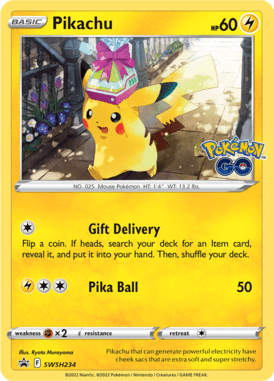 BASIC Pikachu HP60
Pokémon
GO
NO. 025 Mouse Pokémon HT: 1'4" WT: 13.2 lbs.
Gift Delivery
Flip a coin. If heads, search your deck for an Item card,
reveal it, and put it into your hand. Then, shuffle your deck.
Pika Ball 50
weakness ×2 resistance retreat
Illus. Kyota Murayama
Pikachu that can generate powerful electricity have
cheek sacs that are extra soft and super stretchy.
F SWSH234
©2022 Niantic ©2022 Pokémon / Nintendo / Creatures / GAME FREAK.